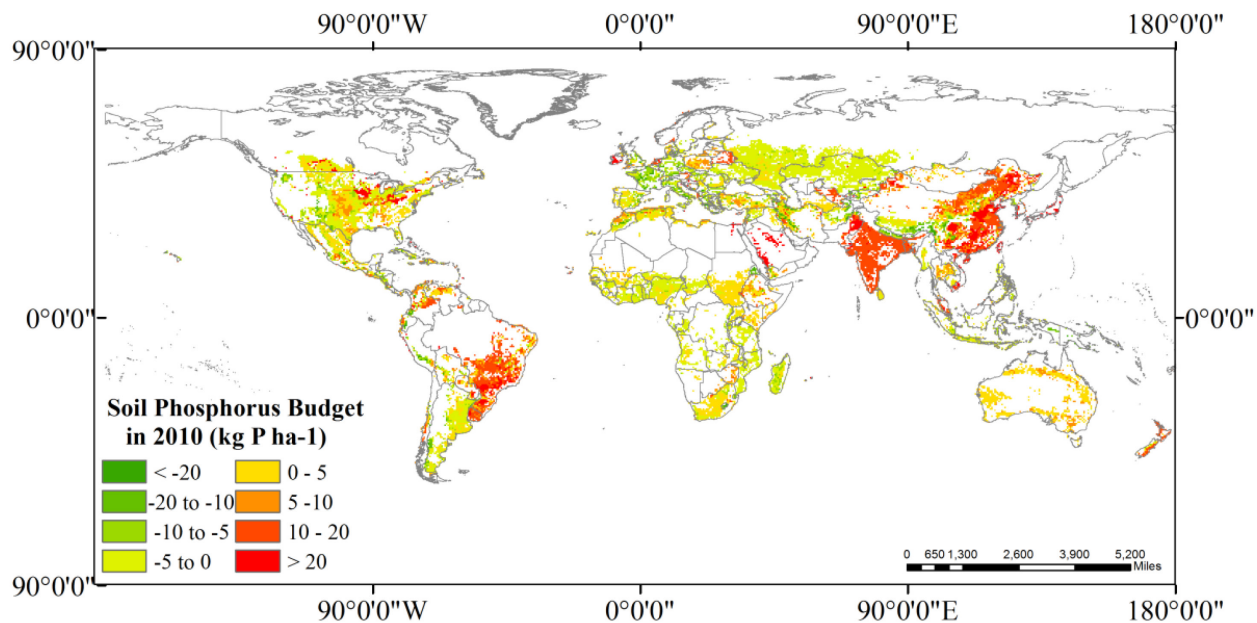 90°0'0"W 0°0'0" 90°0'0"E 180°0'0"
90°0'0"
0°0'0" 0°0'0"
Soil Phosphorus Budget
in 2010 (kg P ha-1)
< -20 0 - 5
-20 to -10 5 -10
-10 to -5 10 - 20
-5 to 0 > 20
0 650 1,300 2,600 3,900 5,200
Miles
90°0'0"
90°0'0"W 0°0'0" 90°0'0"E 180°0'0"